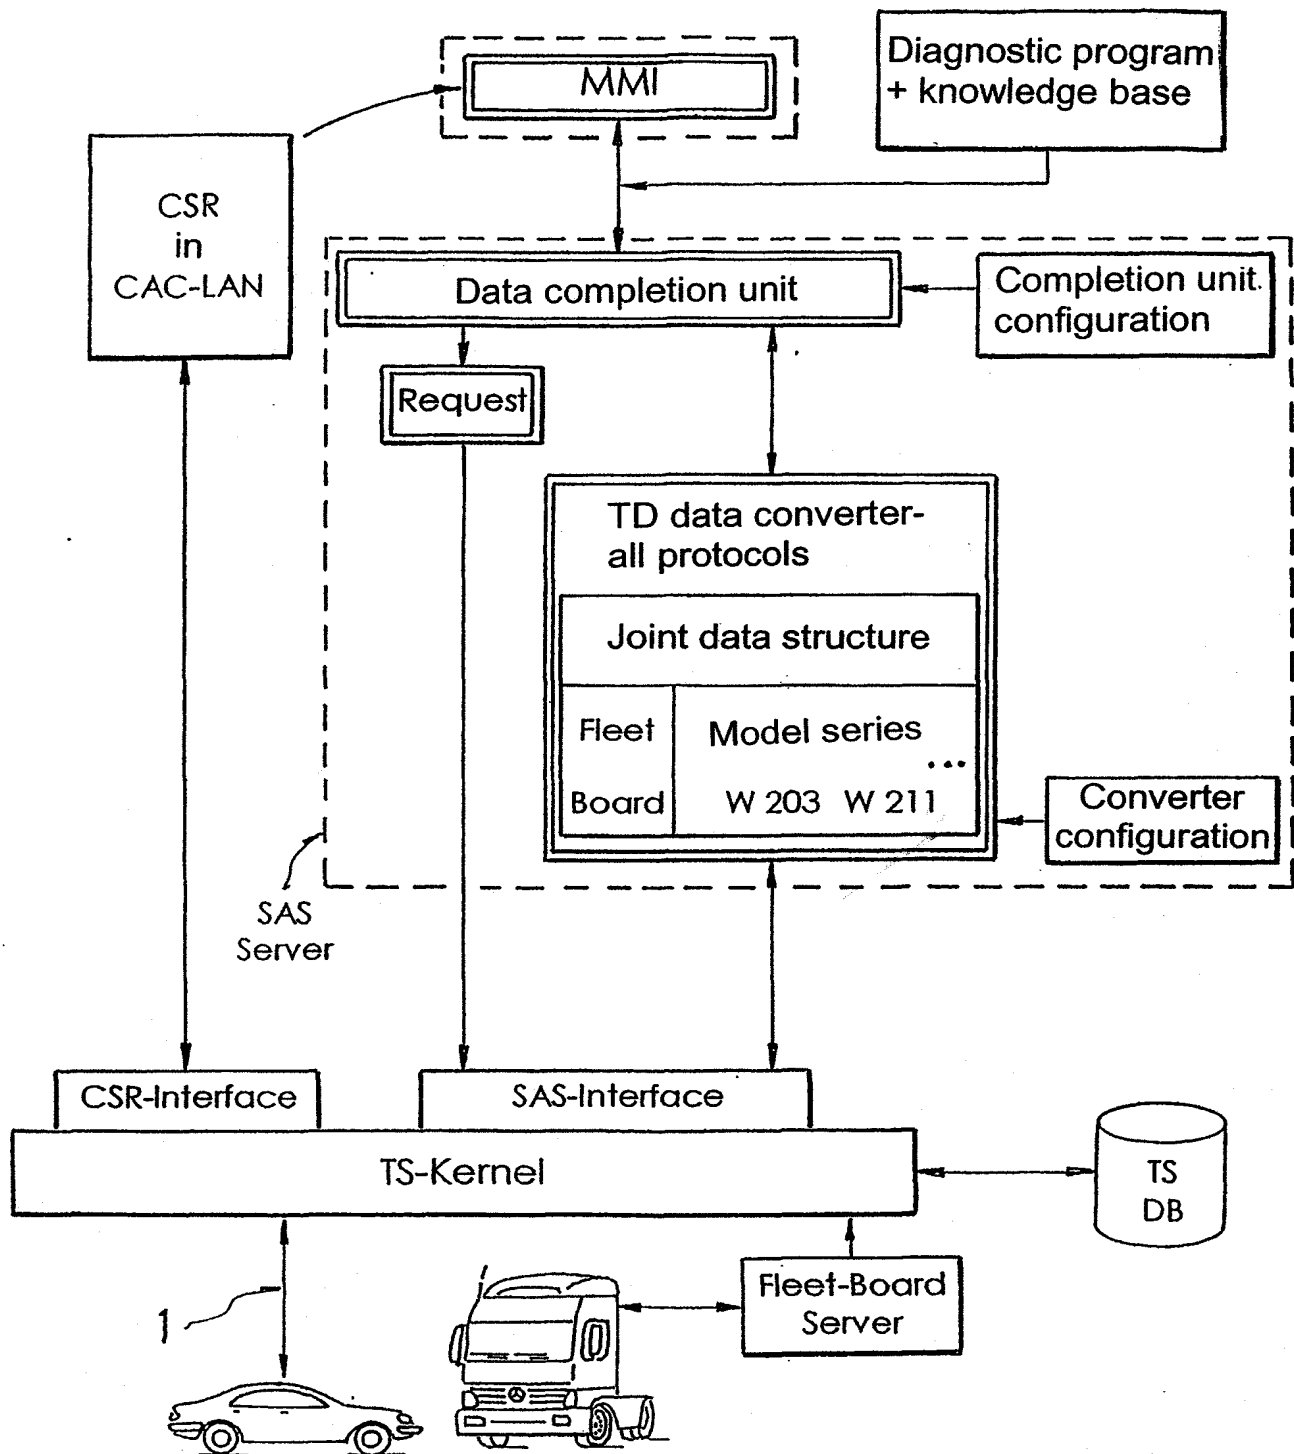 MMI
Diagnostic program
+ knowledge base
CSR
in
CAC-LAN
Data completion unit
Completion unit.
configuration
Request
TD data converter-
all protocols
Joint data structure
Fleet
Board
Model series
...
W 203 W 211
Converter
configuration
SAS
Server
CSR-Interface
SAS-Interface
TS-Kernel
TS
DB
1
Fleet-Board
Server